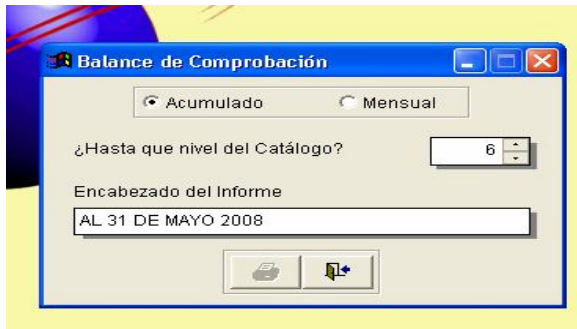 Balance de Comprobación
Acumulado Mensual
¿Hasta que nivel del Catálogo? 6
Encabezado del Informe
AL 31 DE MAYO 2008